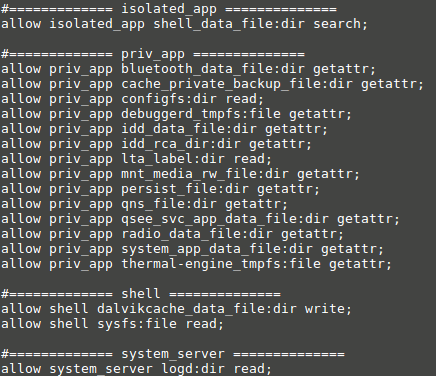 #============= isolated_app ==============
allow isolated_app shell_data_file:dir search;
#============= priv_app ==============
allow priv_app bluetooth_data_file:dir getattr;
allow priv_app cache_private_backup_file:dir getattr;
allow priv_app configfs:dir read;
allow priv_app debuggerd_tmpfs:file getattr;
allow priv_app idd_data_file:dir getattr;
allow priv_app idd_rca_dir:dir getattr;
allow priv_app lta_label:dir read;
allow priv_app mnt_media_rw_file:dir getattr;
allow priv_app persist_file:dir getattr;
allow priv_app qns_file:dir getattr;
allow priv_app qsee_svc_app_data_file:dir getattr;
allow priv_app radio_data_file:dir getattr;
allow priv_app system_app_data_file:dir getattr;
allow priv_app thermal-engine_tmpfs:file getattr;
#============= shell ==============
allow shell dalvikcache_data_file:dir write;
allow shell sysfs:file read;
#============= system_server ==============
allow system_server logd:dir read;